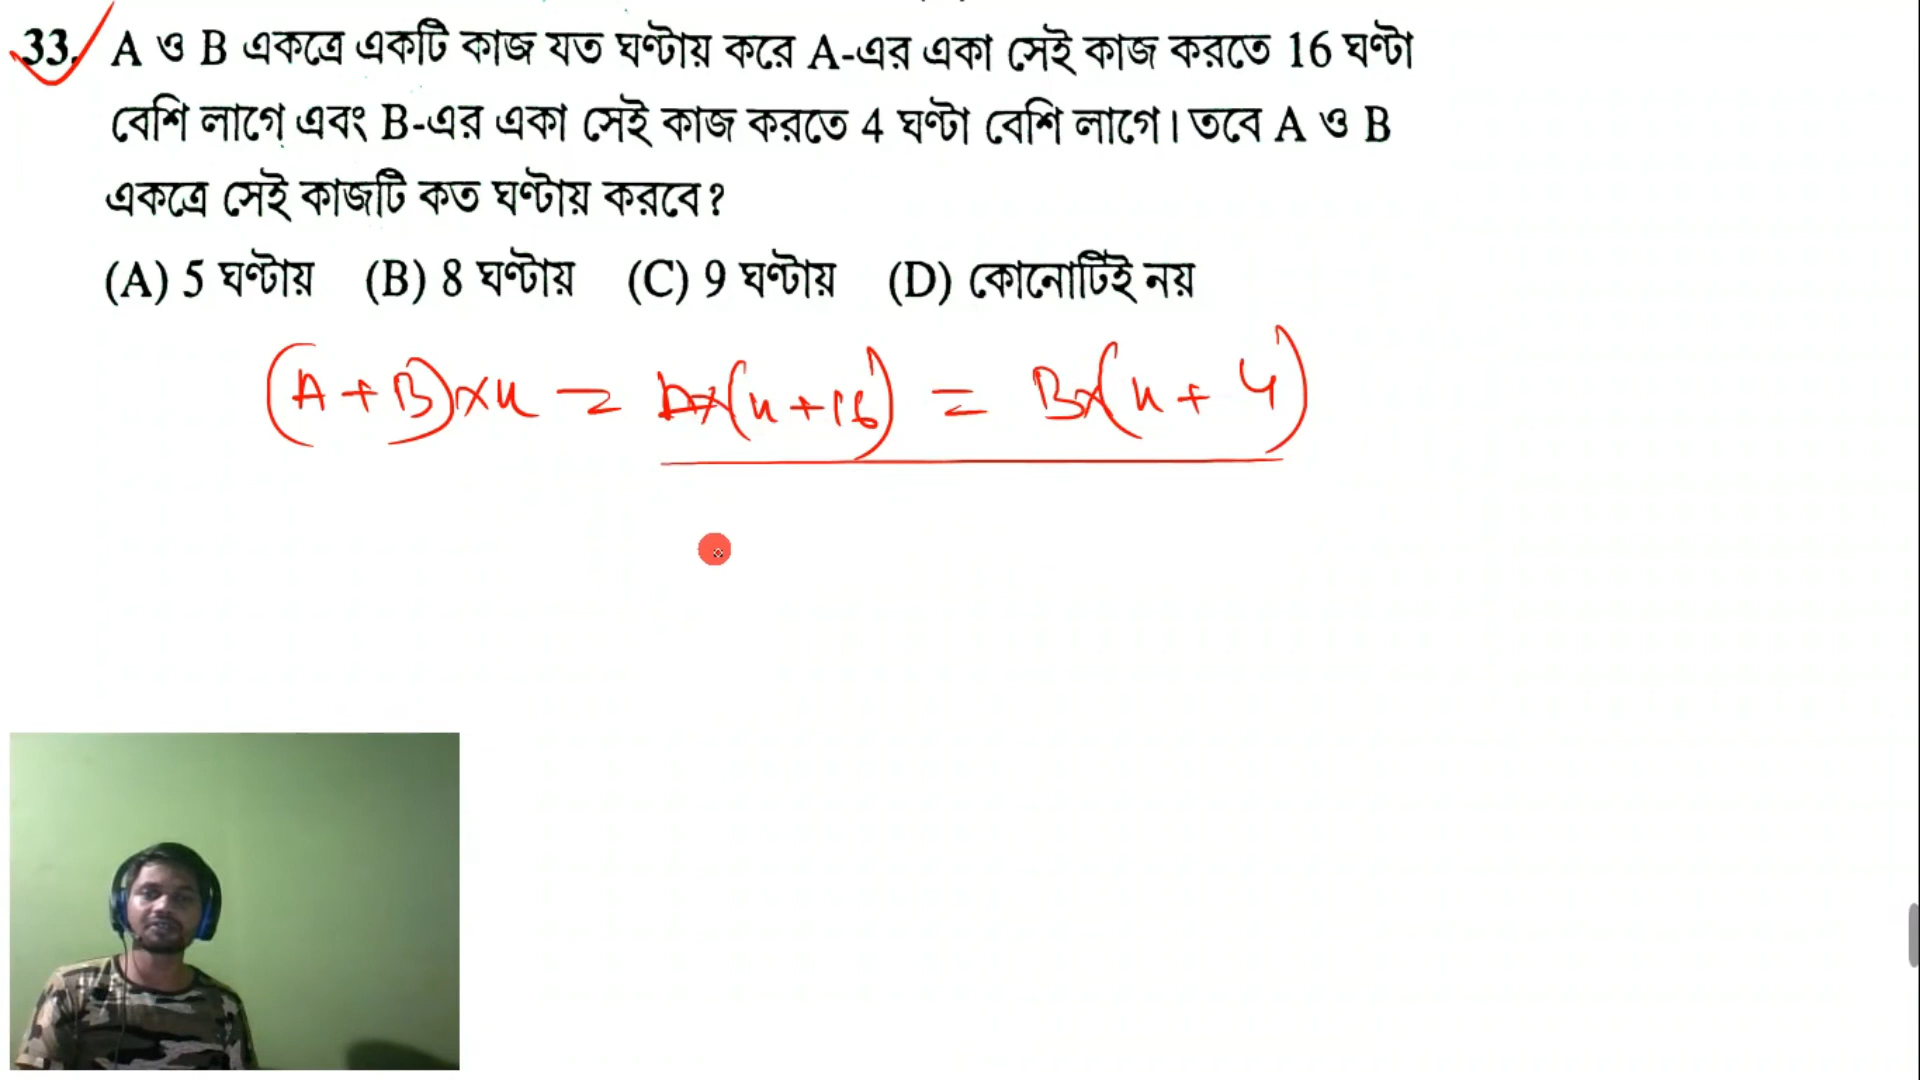 33. A ও B একত্রে একটি কাজ যত ঘণ্টায় করে A-এর একা সেই কাজ করতে 16 ঘণ্টা
বেশি লাগে এবং B-এর একা সেই কাজ করতে 4 ঘণ্টা বেশি লাগে। তবে A ও B
একত্রে সেই কাজটি কত ঘণ্টায় করবে?
(A) 5 ঘণ্টায় (B) 8 ঘণ্টায় (C) 9 ঘণ্টায় (D) কোনোটিই নয়
(A+B)×x = A×(x+16) = B×(x+4)